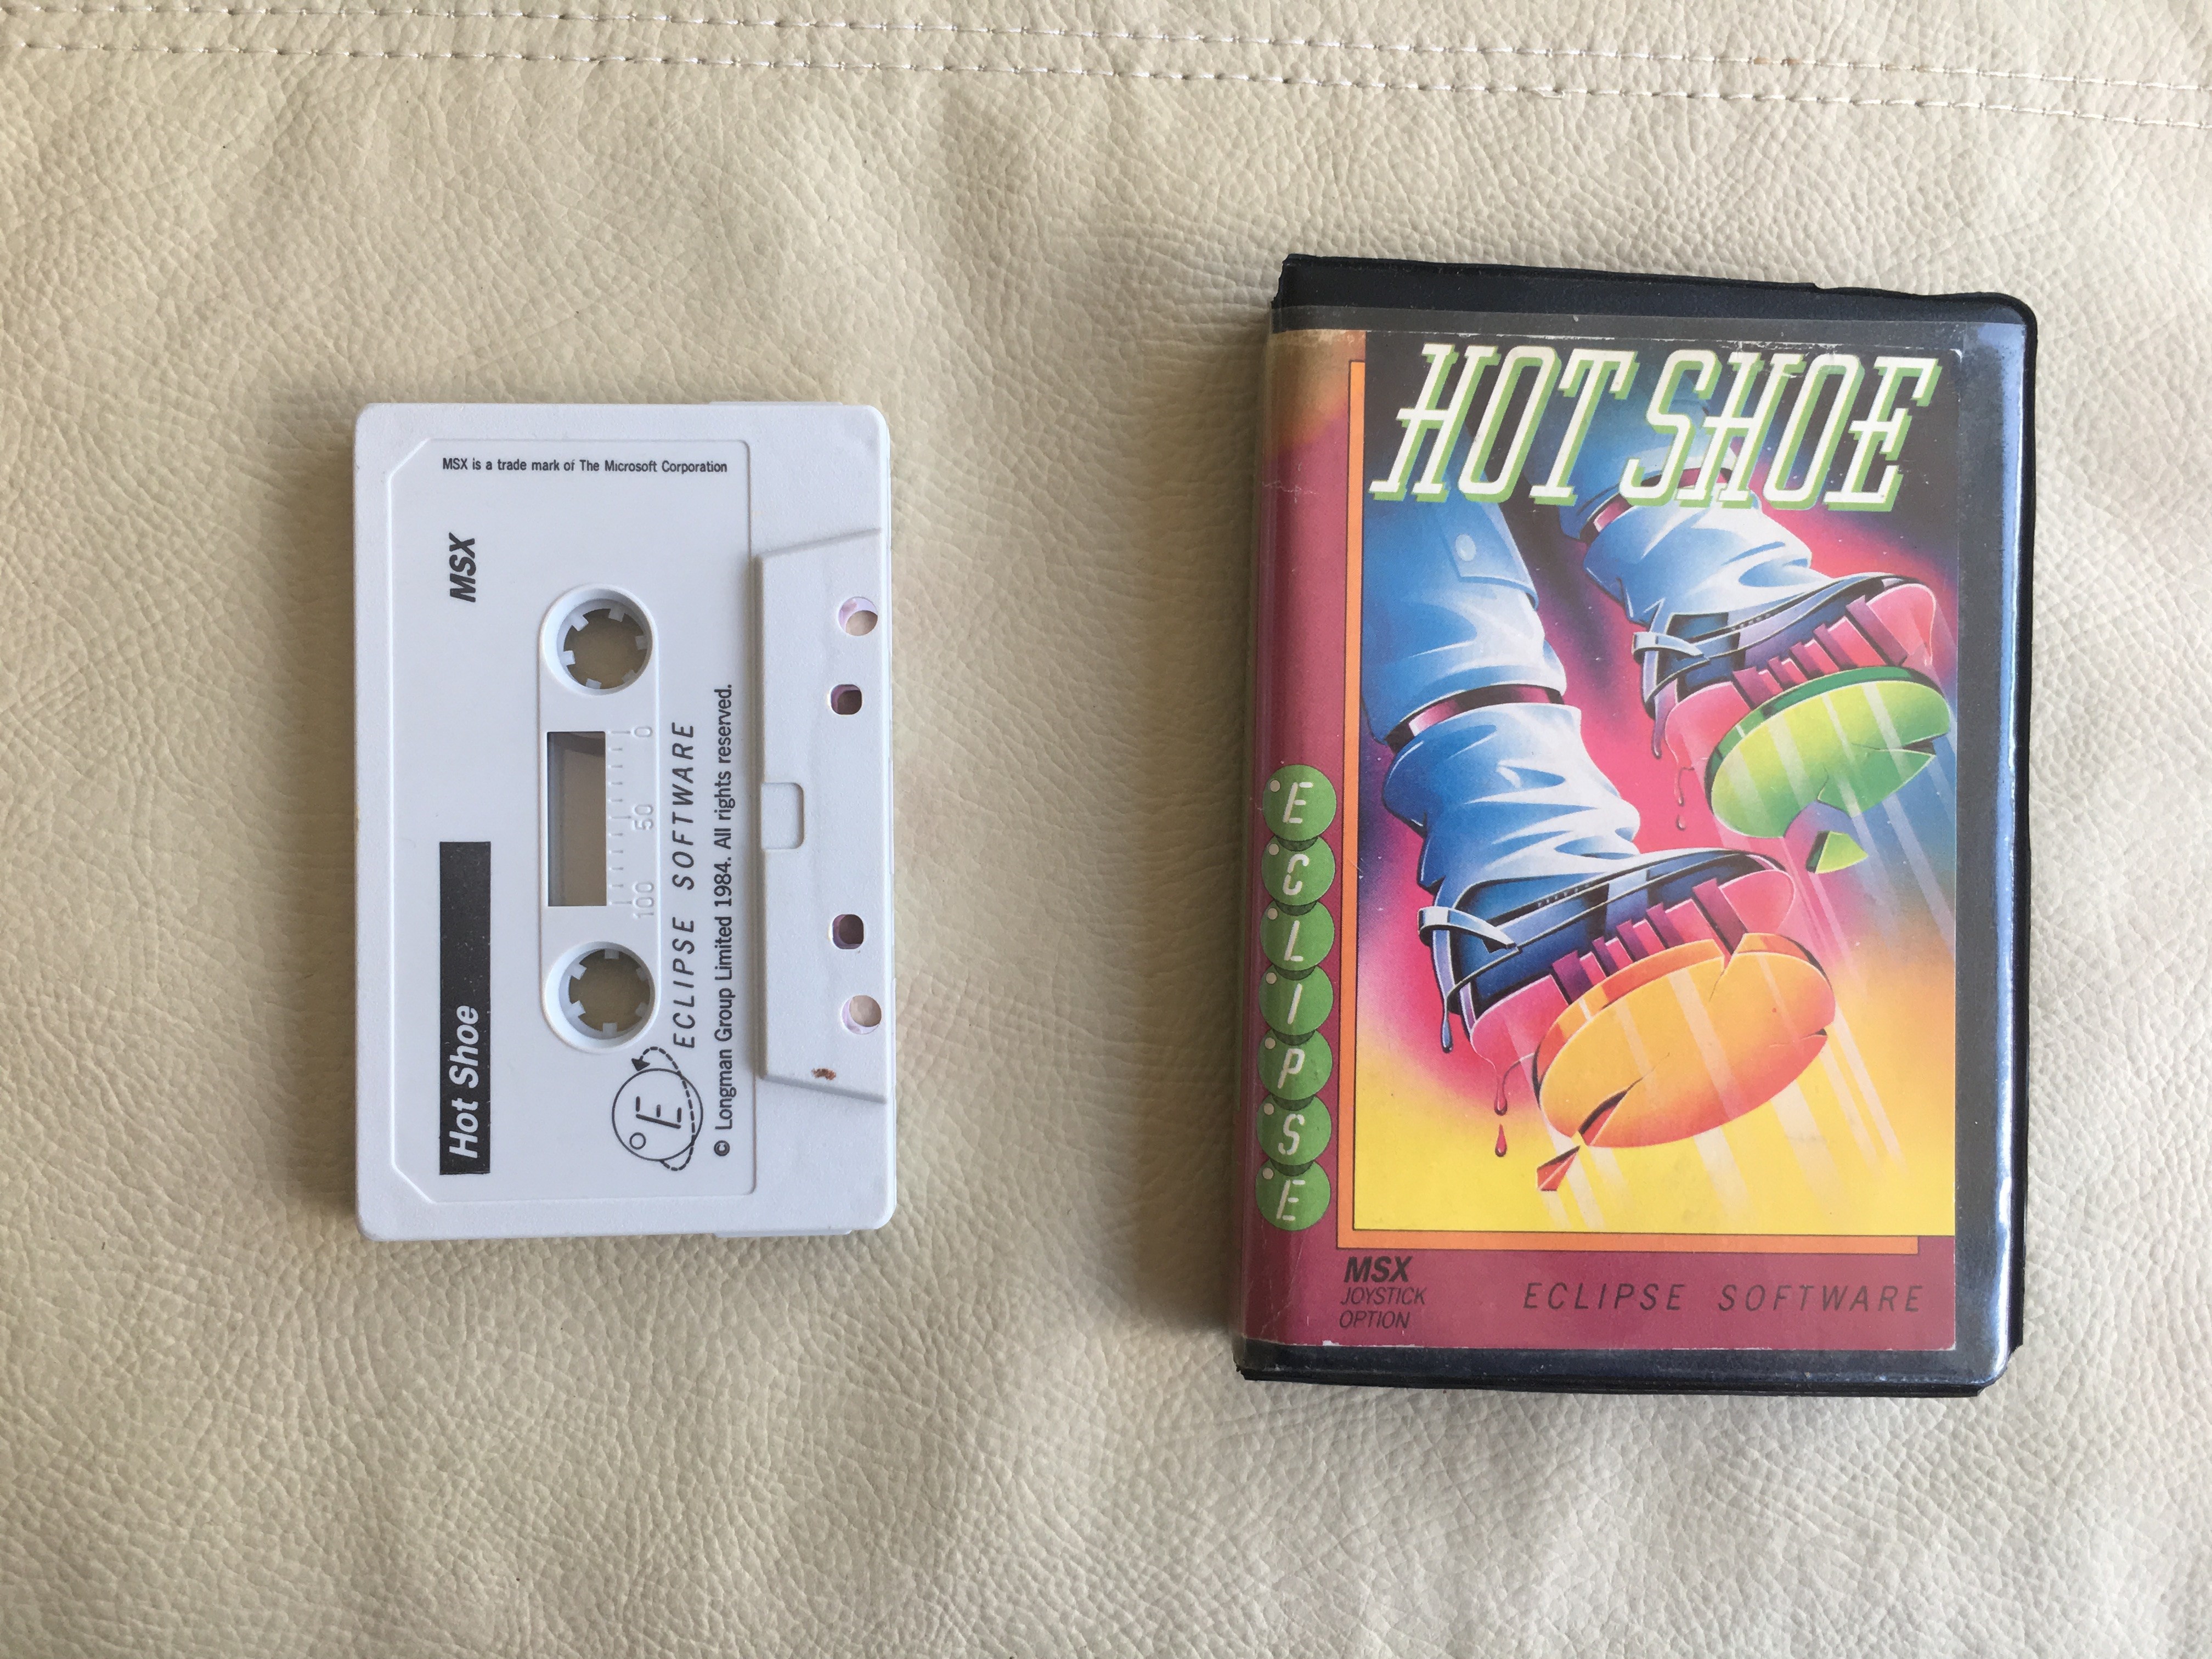 MSX is a trade mark of The Microsoft Corporation
MSX
Hot Shoe
0 50 100
E
ECLIPSE SOFTWARE
© Longman Group Limited 1984. All rights reserved.
HOT SHOE
ECLIPSE
MSX
JOYSTICK
OPTION
ECLIPSE SOFTWARE